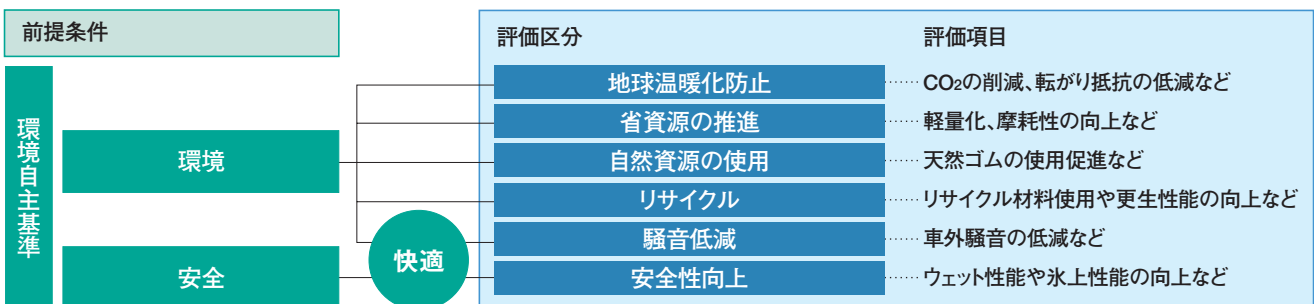 前提条件
評価区分
評価項目
環境自主基準
環境
安全
快適
地球温暖化防止
CO₂の削減、転がり抵抗の低減など
省資源の推進
軽量化、摩耗性の向上など
自然資源の使用
天然ゴムの使用促進など
リサイクル
リサイクル材料使用や更生性能の向上など
騒音低減
車外騒音の低減など
安全性向上
ウェット性能や氷上性能の向上など